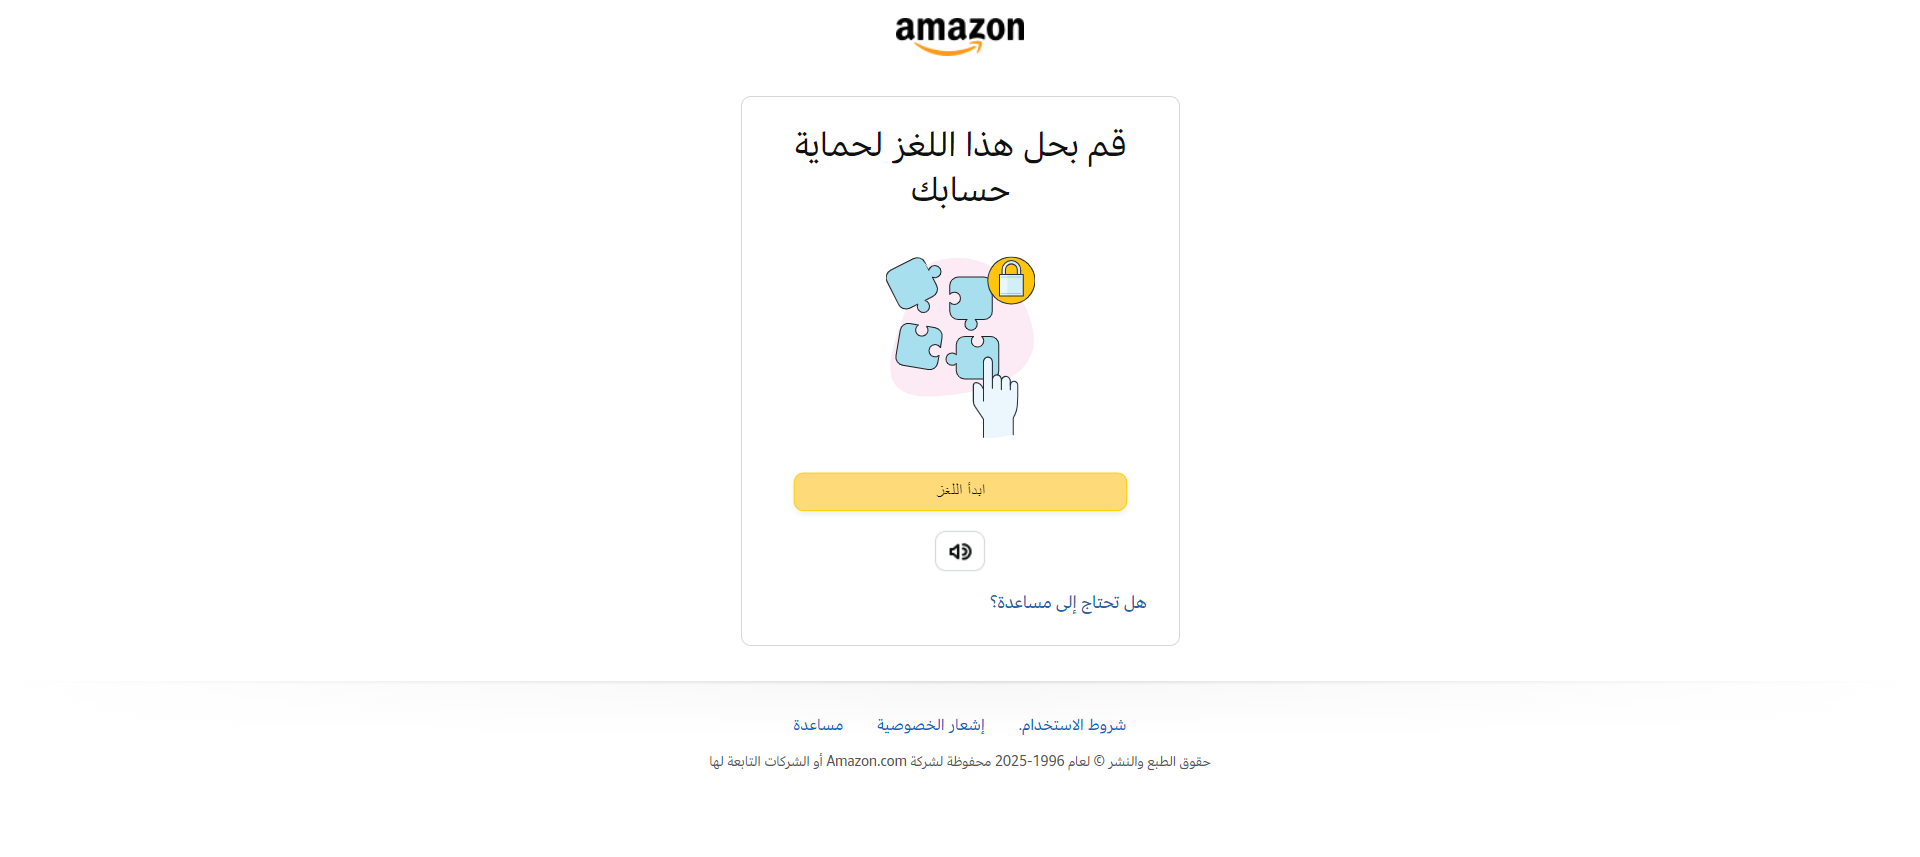 amazon
قم بحل هذا اللغز لحماية
حسابك
ابدأ اللغز
هل تحتاج إلى مساعدة؟
شروط الاستخدام. إشعار الخصوصية مساعدة
حقوق الطبع والنشر © لعام 1996-2025 محفوظة لشركة Amazon.com أو الشركات التابعة لها